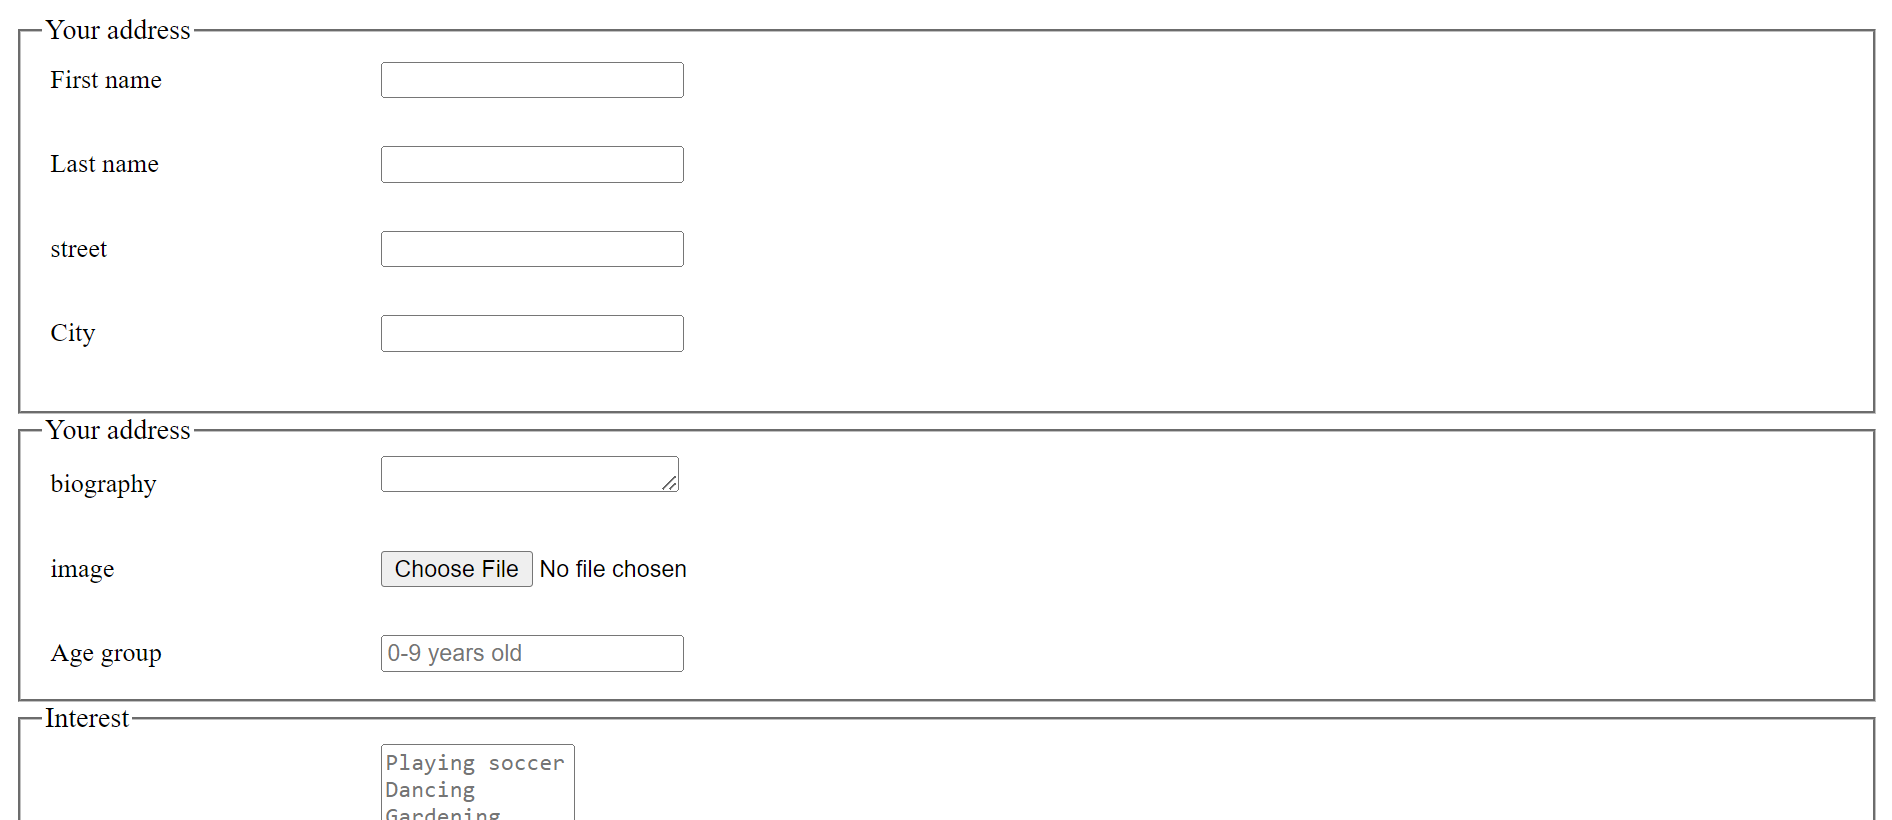 Your address
First name
Last name
street
City
Your address
biography
image Choose File No file chosen
Age group 0-9 years old
Interest
Playing soccer
Dancing
Gardening